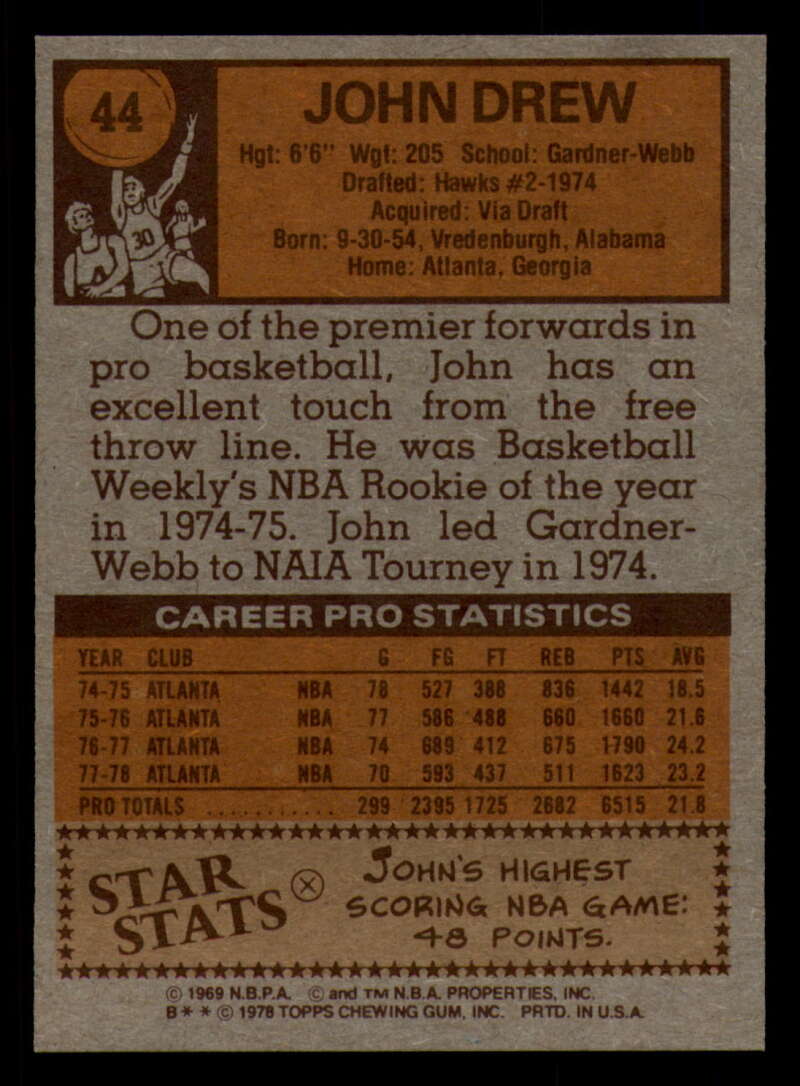 44
30
JOHN DREW
Hgt: 6'6" Wgt: 205 School: Gardner-Webb
Drafted: Hawks #2-1974
Acquired: Via Draft
Born: 9-30-54, Vredenburgh, Alabama
Home: Atlanta, Georgia
One of the premier forwards in
pro basketball, John has an
excellent touch from the free
throw line. He was Basketball
Weekly's NBA Rookie of the year
in 1974-75. John led Gardner-
Webb to NAIA Tourney in 1974.
CAREER PRO STATISTICS
YEAR CLUB G FG FT REB PTS AVG
74-75 ATLANTA NBA 78 527 388 836 1442 18.5
75-76 ATLANTA NBA 77 586 488 660 1660 21.6
76-77 ATLANTA NBA 74 689 412 675 1790 24.2
77-78 ATLANTA NBA 70 593 437 511 1623 23.2
PRO TOTALS ............ 299 2395 1725 2682 6515 21.8
STAR
STATS
JOHN'S HIGHEST
SCORING NBA GAME:
48 POINTS.
© 1969 N.B.P.A. © and TM N.B.A. PROPERTIES, INC.
B * * © 1978 TOPPS CHEWING GUM, INC. PRTD. IN U.S.A.